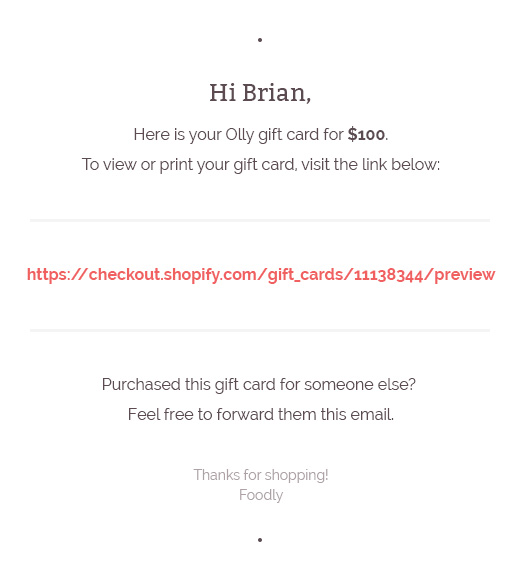 Hi Brian,
Here is your Olly gift card for $100.
To view or print your gift card, visit the link below:
https://checkout.shopify.com/gift_cards/11138344/preview
Purchased this gift card for someone else?
Feel free to forward them this email.
Thanks for shopping!
Foodly